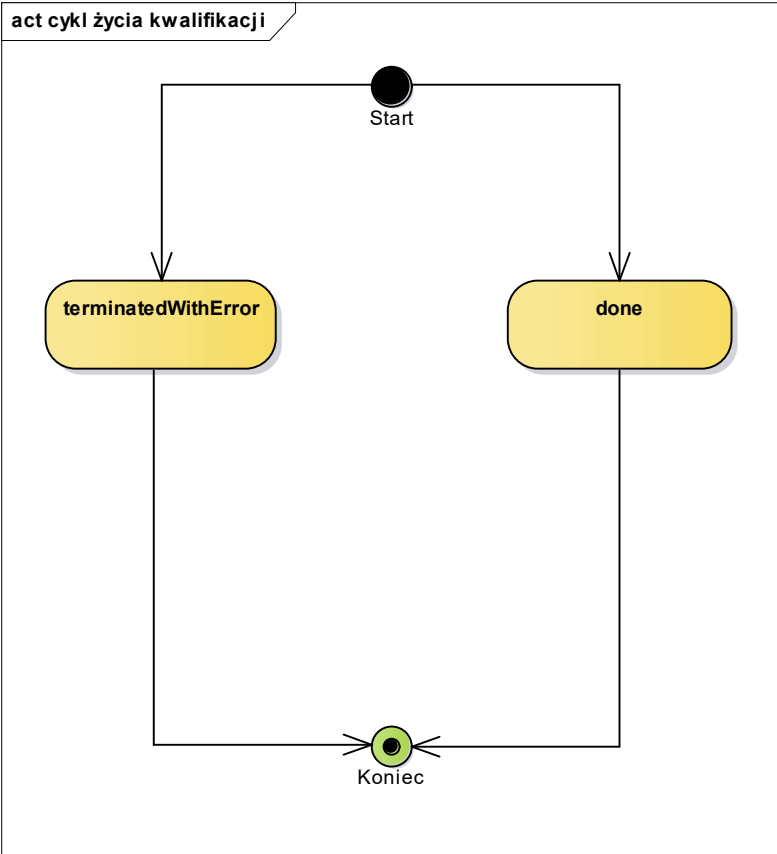 act cykl życia kwalifikacji
Start
terminatedWithError
done
Koniec